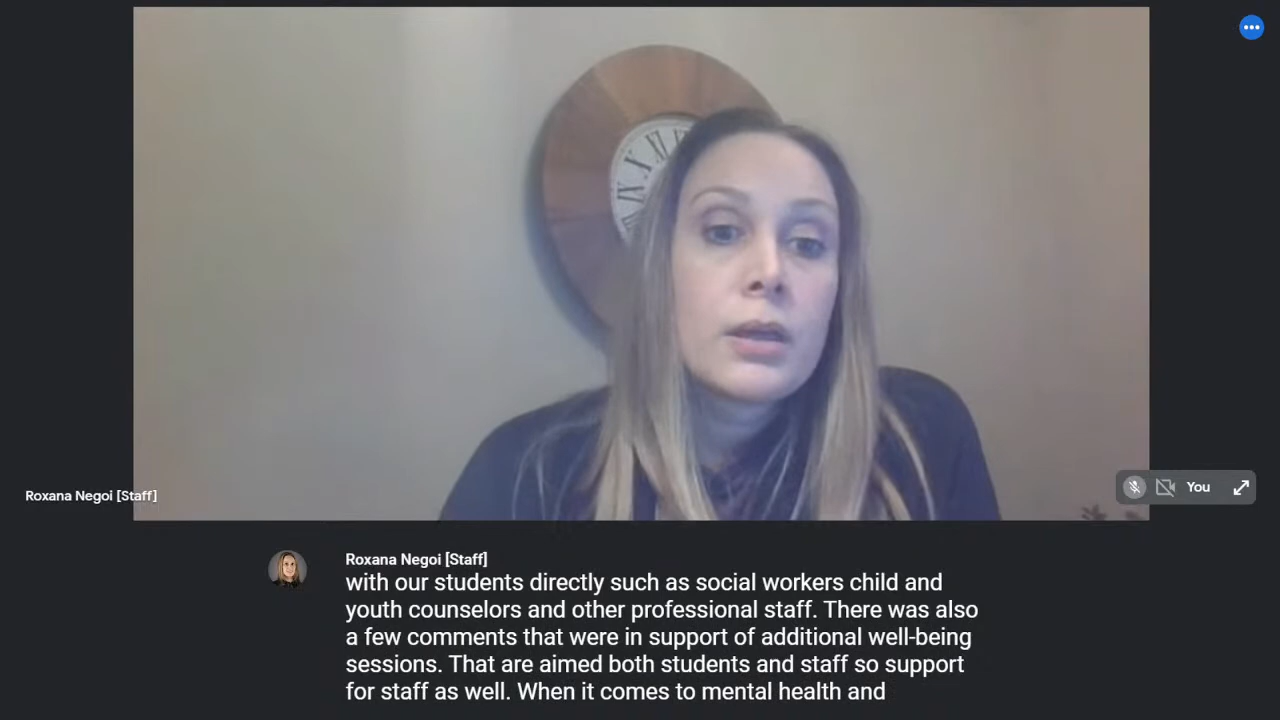 Roxana Negoi [Staff]
You
Roxana Negoi [Staff]
with our students directly such as social workers child and
youth counselors and other professional staff. There was also
a few comments that were in support of additional well-being
sessions. That are aimed both students and staff so support
for staff as well. When it comes to mental health and